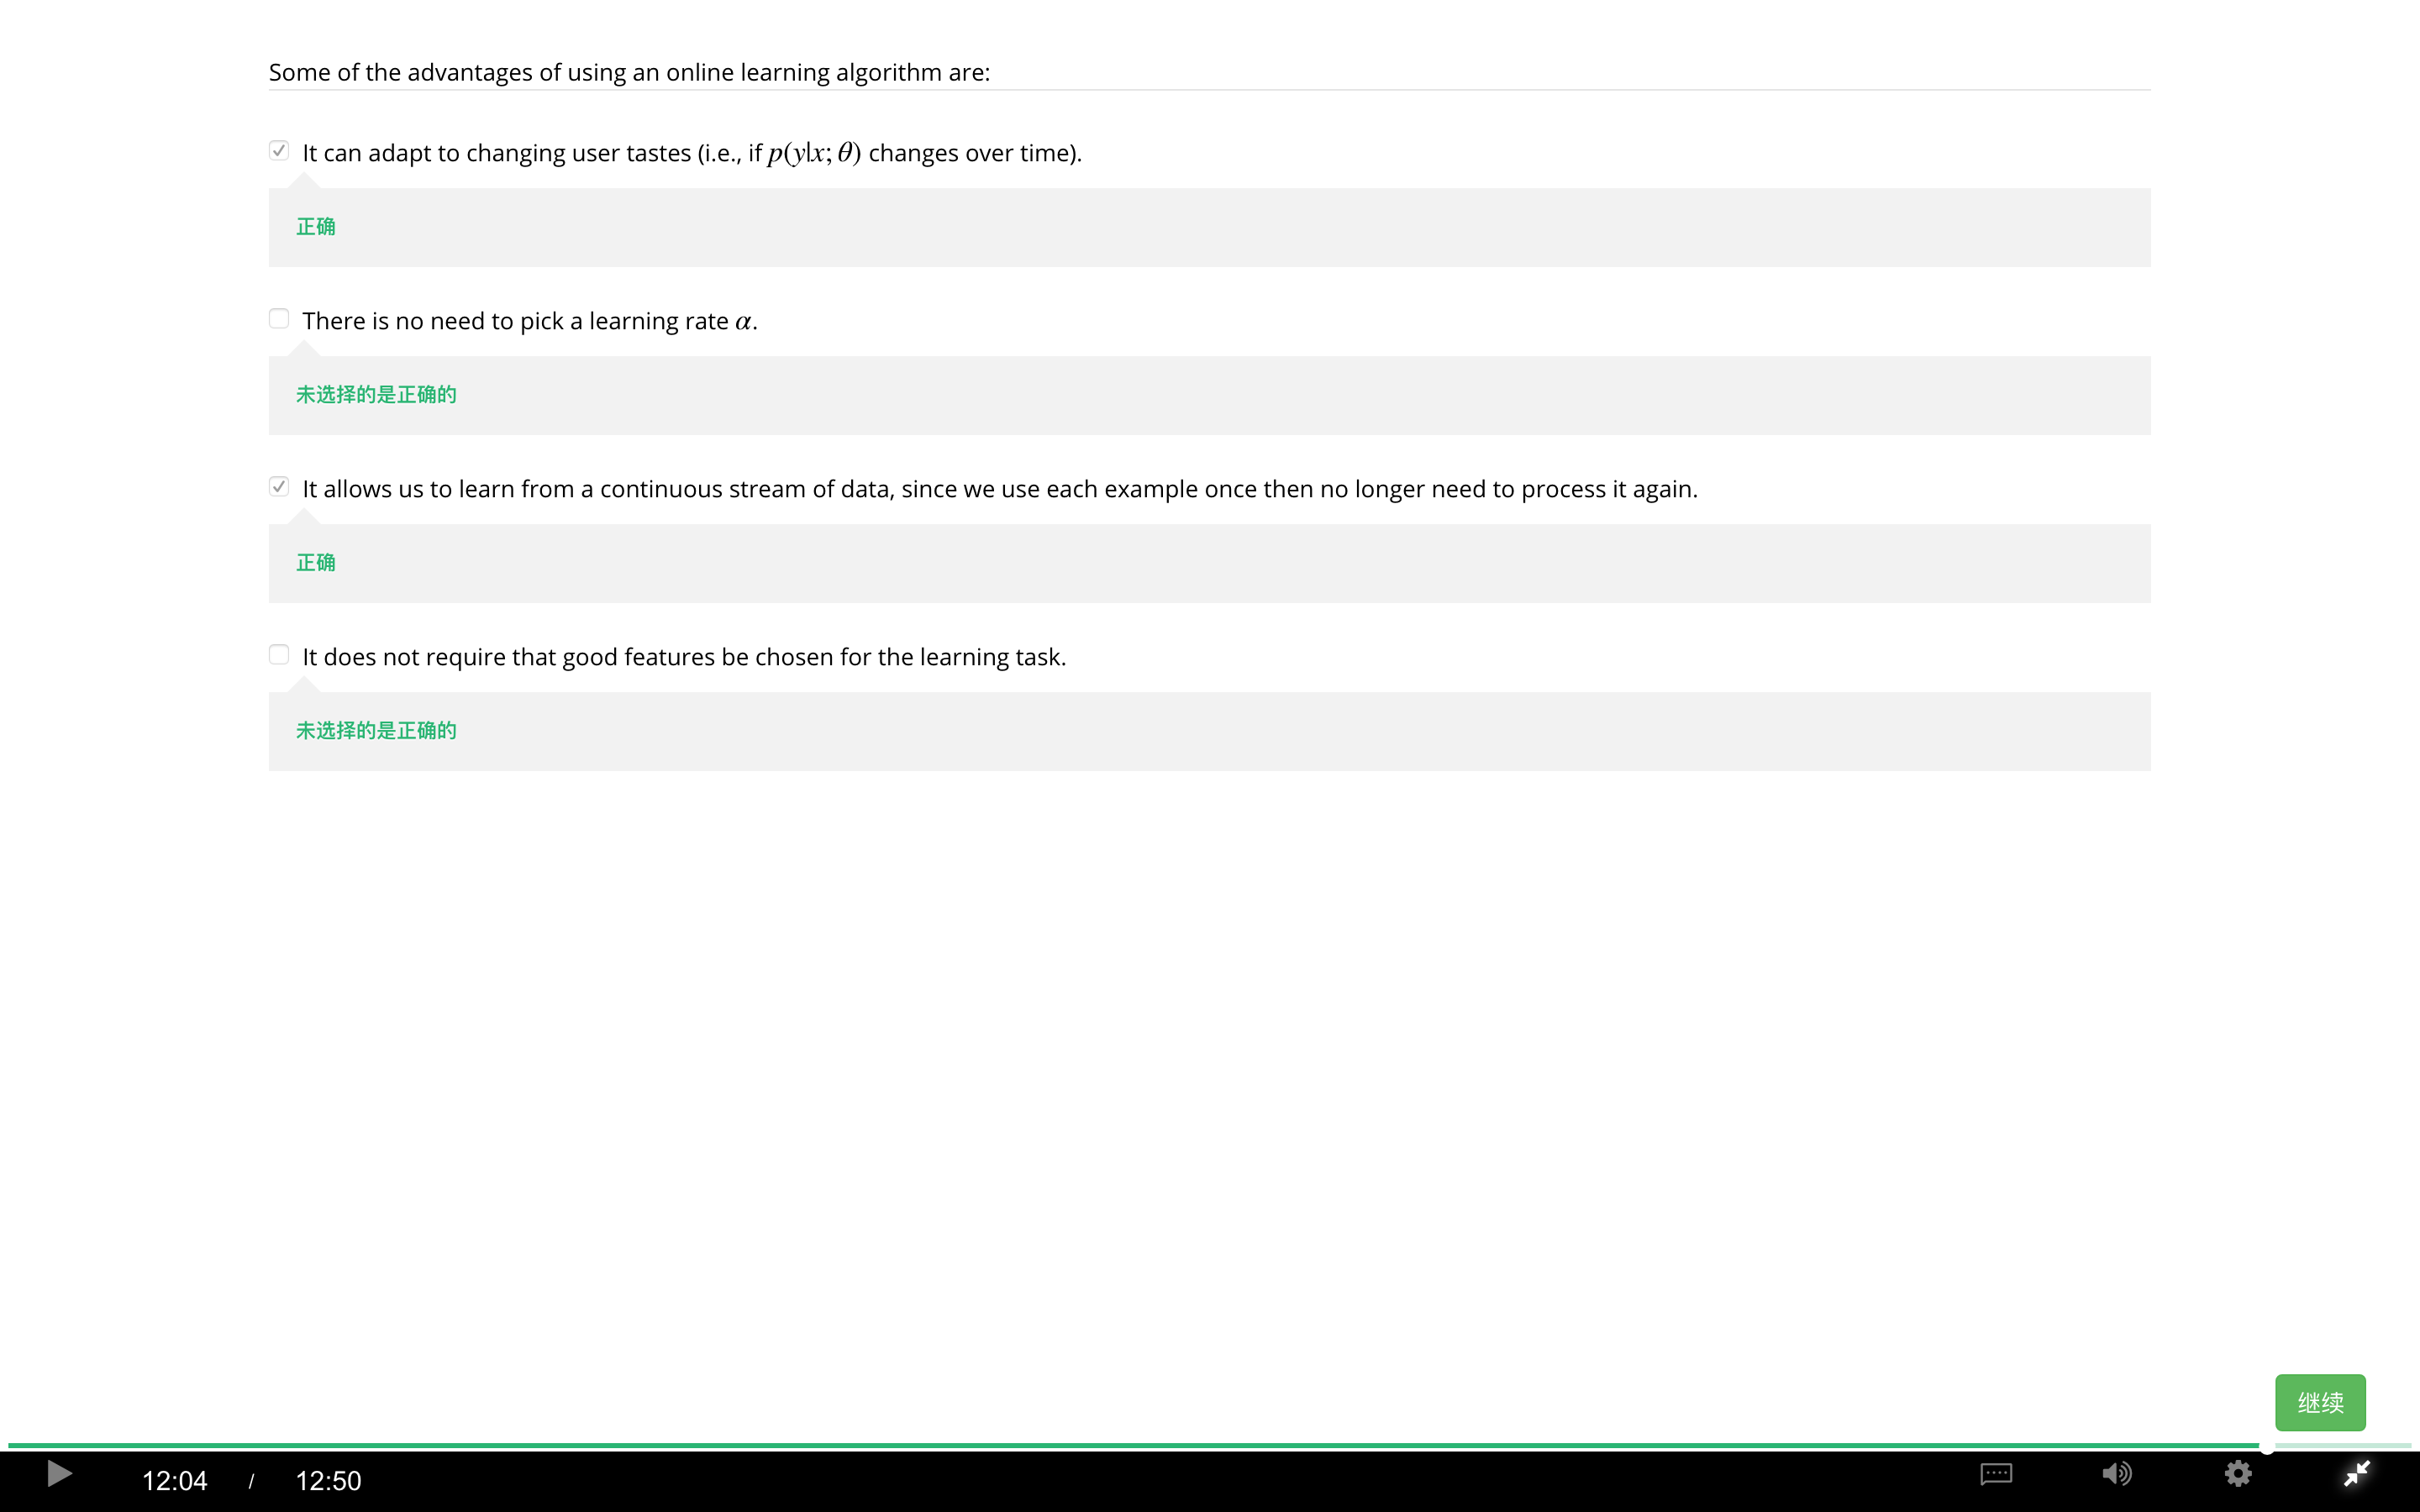 Some of the advantages of using an online learning algorithm are:
It can adapt to changing user tastes (i.e., if p(y|x; θ) changes over time).
正确
There is no need to pick a learning rate α.
未选择的是正确的
It allows us to learn from a continuous stream of data, since we use each example once then no longer need to process it again.
正确
It does not require that good features be chosen for the learning task.
未选择的是正确的
继续
12:04 / 12:50